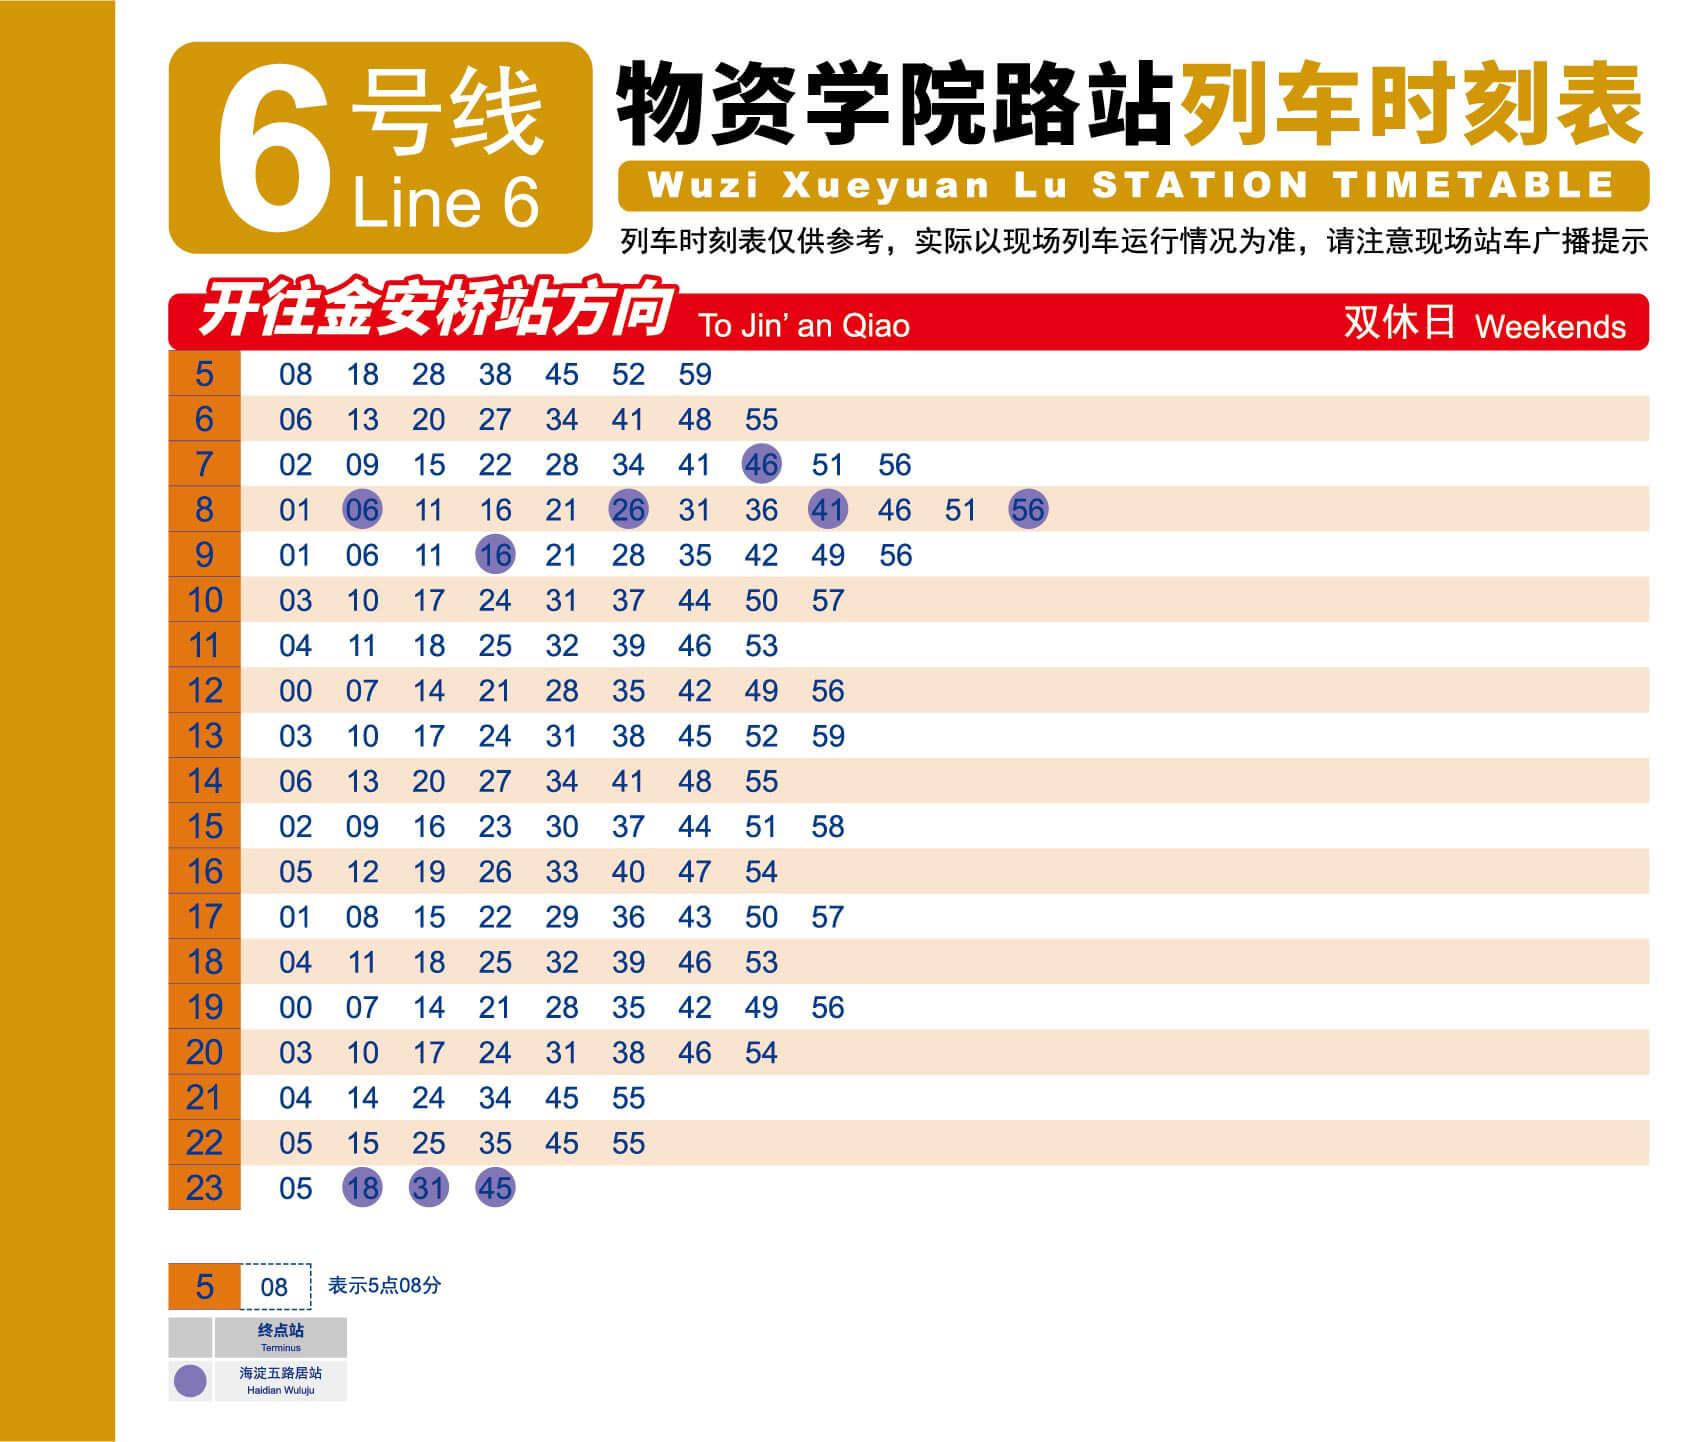 6号线
Line 6
物资学院路站列车时刻表
Wuzi Xueyuan Lu STATION TIMETABLE
列车时刻表仅供参考，实际以现场列车运行情况为准，请注意现场站车广播提示
开往金安桥站方向 To Jin’an Qiao 双休日 Weekends
5 08 18 28 38 45 52 59
6 06 13 20 27 34 41 48 55
7 02 09 15 22 28 34 41 46 51 56
8 01 06 11 16 21 26 31 36 41 46 51 56
9 01 06 11 16 21 28 35 42 49 56
10 03 10 17 24 31 37 44 50 57
11 04 11 18 25 32 39 46 53
12 00 07 14 21 28 35 42 49 56
13 03 10 17 24 31 38 45 52 59
14 06 13 20 27 34 41 48 55
15 02 09 16 23 30 37 44 51 58
16 05 12 19 26 33 40 47 54
17 01 08 15 22 29 36 43 50 57
18 04 11 18 25 32 39 46 53
19 00 07 14 21 28 35 42 49 56
20 03 10 17 24 31 38 46 54
21 04 14 24 34 45 55
22 05 15 25 35 45 55
23 05 18 31 45
5 08 表示5点08分
终点站
Terminus
海淀五路居站
Haidian Wuluju